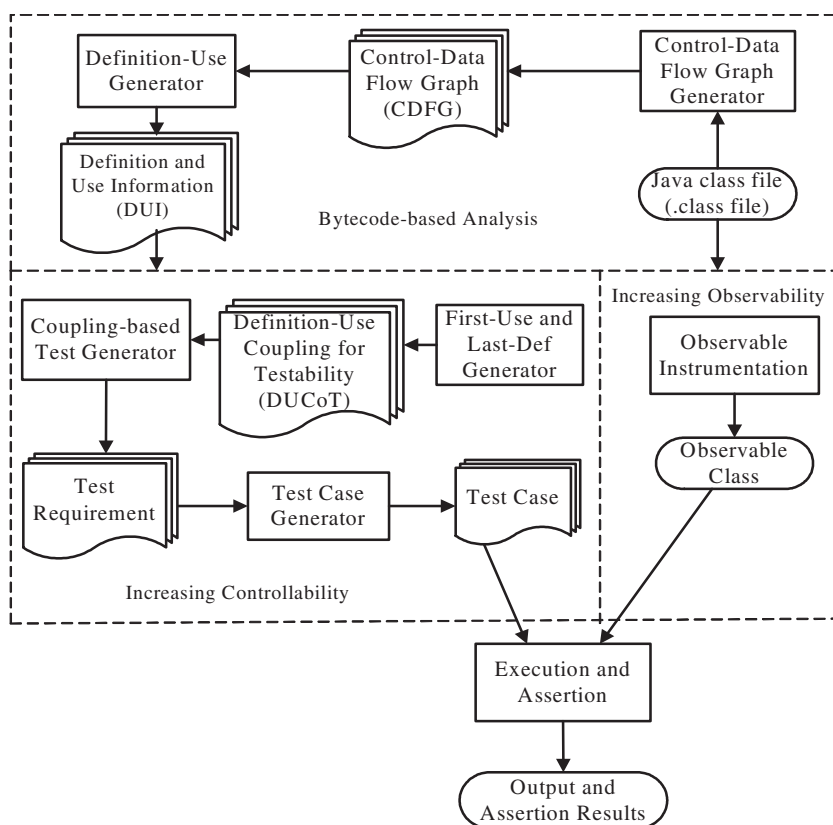 Definition-Use
Generator
Control-Data
Flow Graph
(CDFG)
Control-Data
Flow Graph
Generator
Definition and
Use Information
(DUI)
Java class file
(.class file)
Bytecode-based Analysis
Increasing Observability
Coupling-based
Test Generator
Definition-Use
Coupling for
Testability
(DUCoT)
First-Use and
Last-Def
Generator
Observable
Instrumentation
Observable
Class
Test
Requirement
Test Case
Generator
Test Case
Increasing Controllability
Execution and
Assertion
Output and
Assertion Results